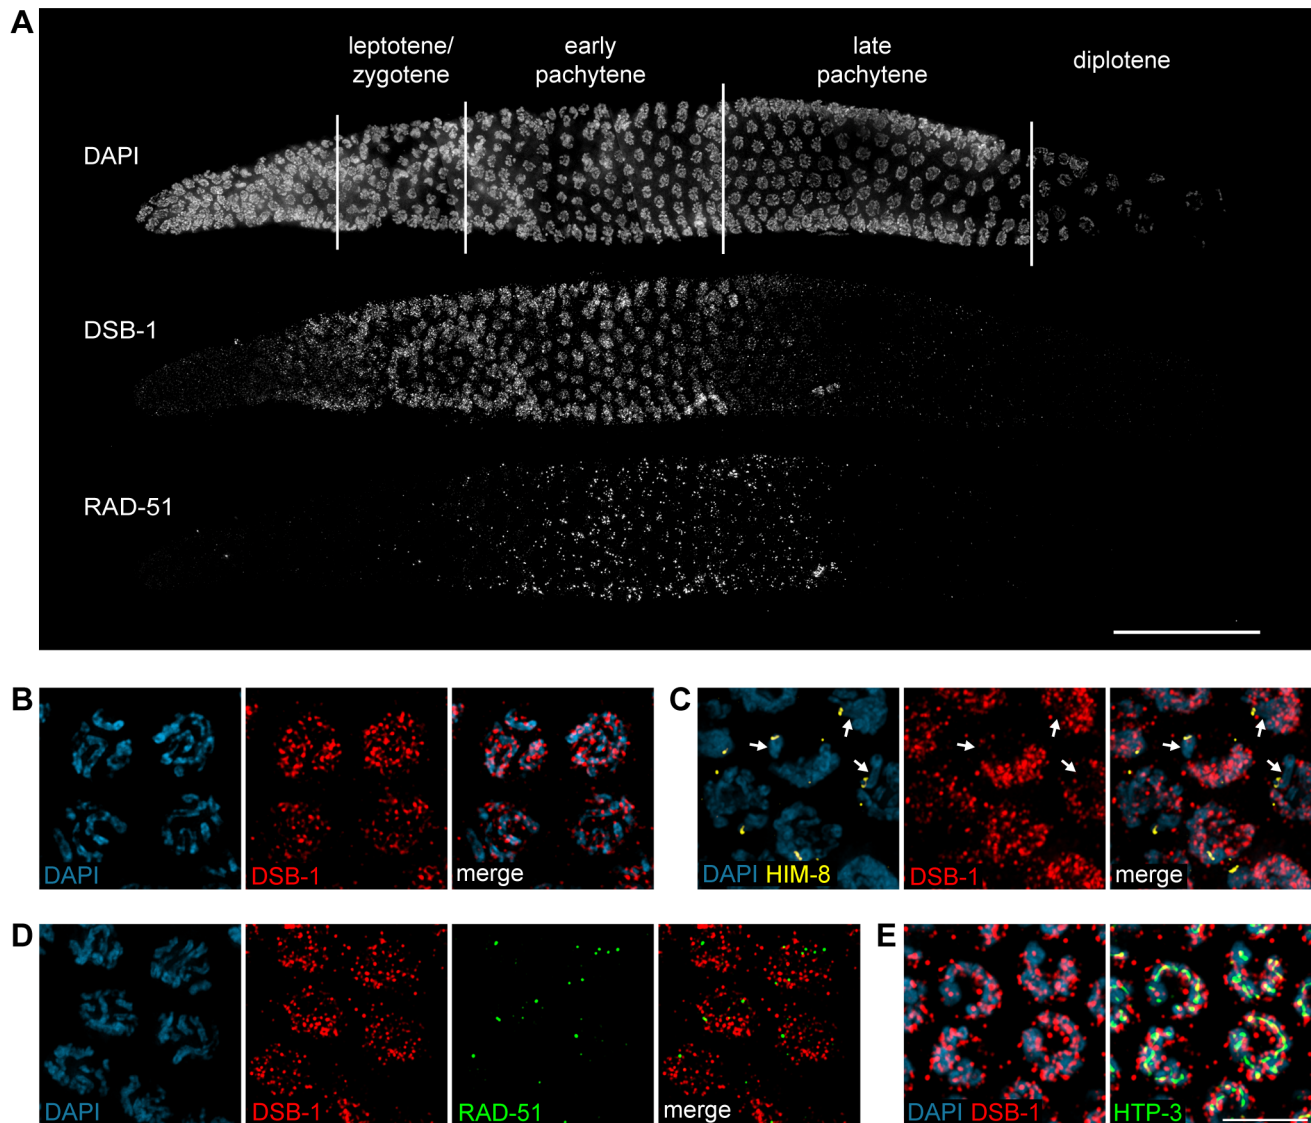 A
leptotene/
zygotene
early
pachytene
late
pachytene
diplotene
DAPI
DSB-1
RAD-51
B
DAPI
DSB-1
merge
C
DAPI HIM-8
DSB-1
merge
D
DAPI
DSB-1
RAD-51
merge
E
DAPI DSB-1
HTP-3